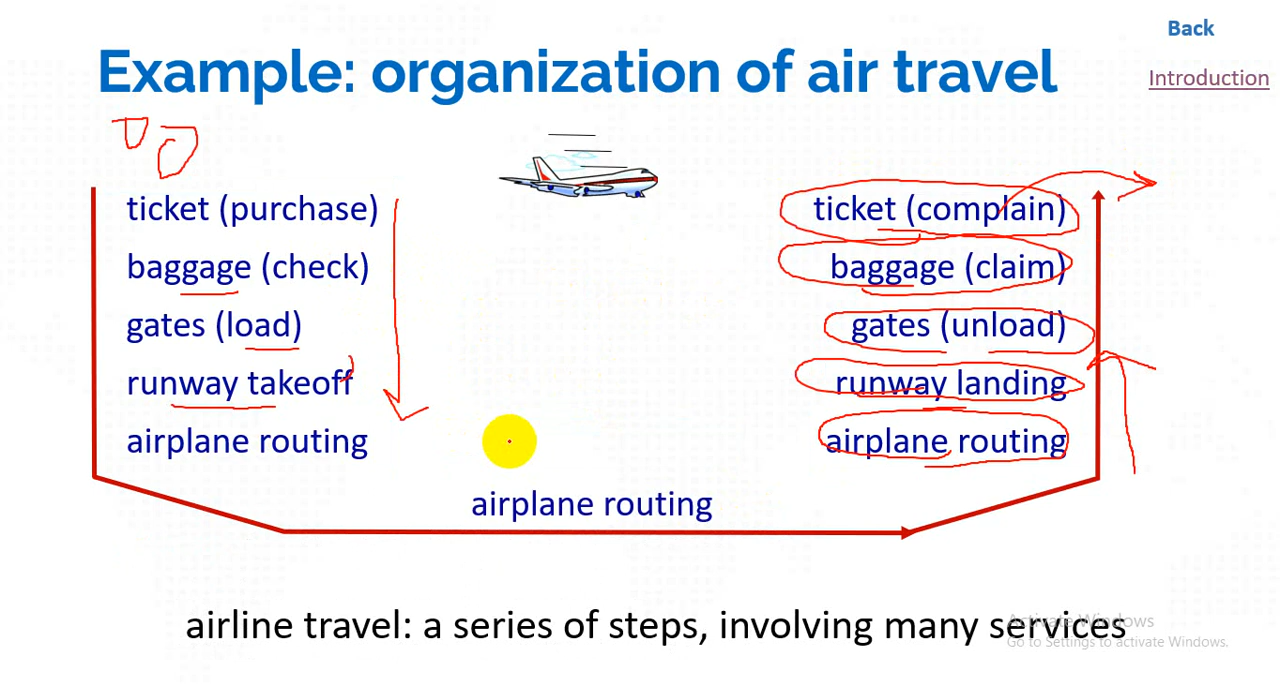 Back
Example: organization of air travel
Introduction
ticket (purchase)
baggage (check)
gates (load)
runway takeoff
airplane routing
ticket (complain)
baggage (claim)
gates (unload)
runway landing
airplane routing
airplane routing
airline travel: a series of steps, involving many services
Activate Windows
Go to Settings to activate Windows.